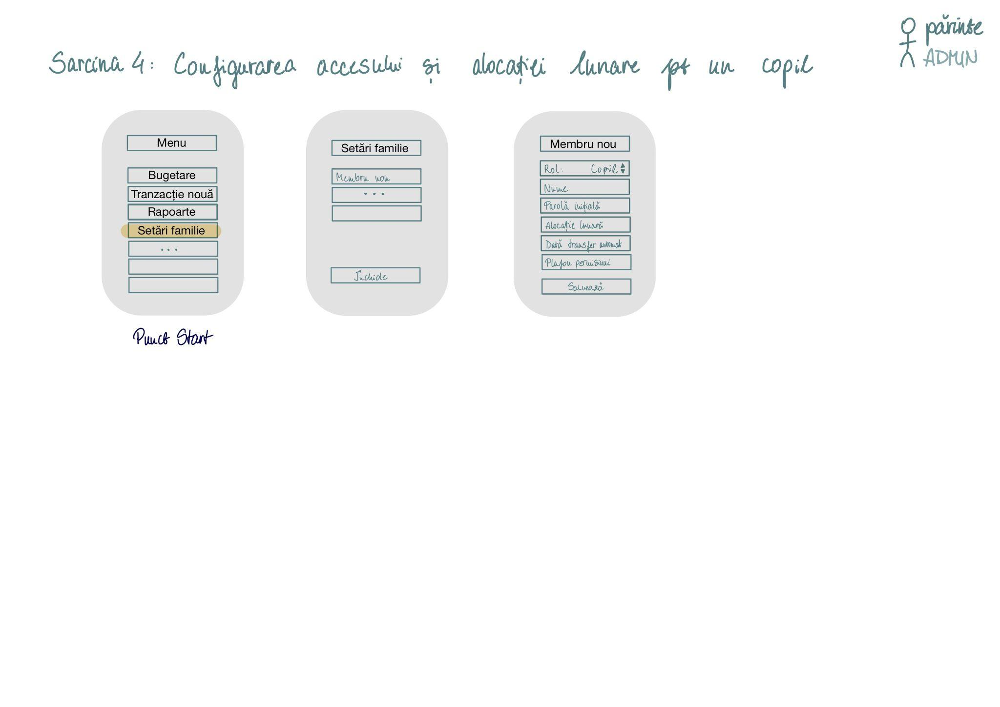 părinte
ADMIN
Sarcina 4: Configurarea accesului și alocației lunare pt un copil
Menu
Bugetare
Tranzacție nouă
Rapoarte
Setări familie
...
Punct Start
Setări familie
Membru nou
...
Închide
Membru nou
Rol: Copil
Nume
Parolă inițială
Alocație lunară
Dată transfer automat
Plafon permisiuni
Salvează